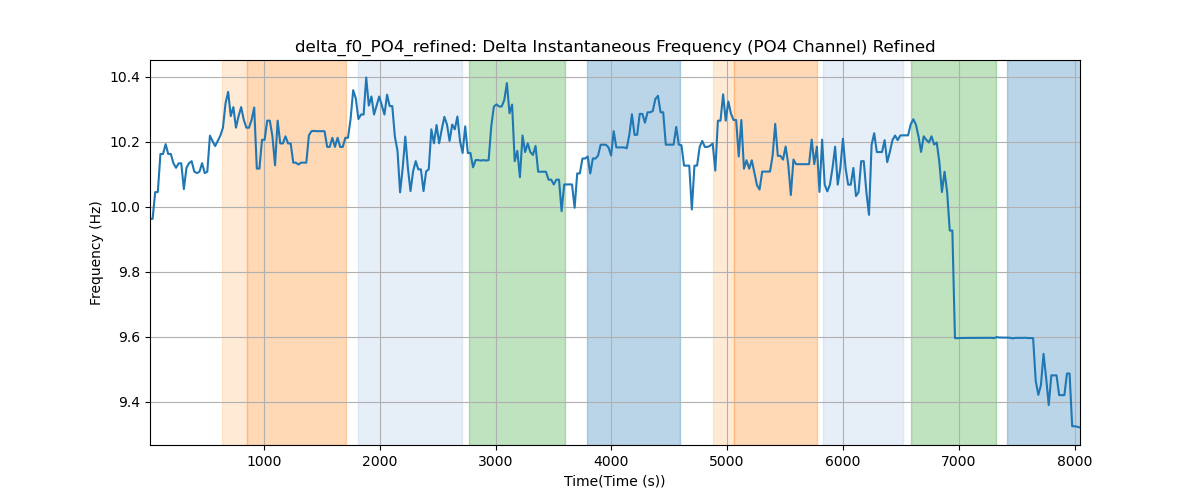 delta_f0_PO4_refined: Delta Instantaneous Frequency (PO4 Channel) Refined
10.4
10.2
10.0
9.8
9.6
9.4
Frequency (Hz)
1000 2000 3000 4000 5000 6000 7000 8000
Time(Time (s))